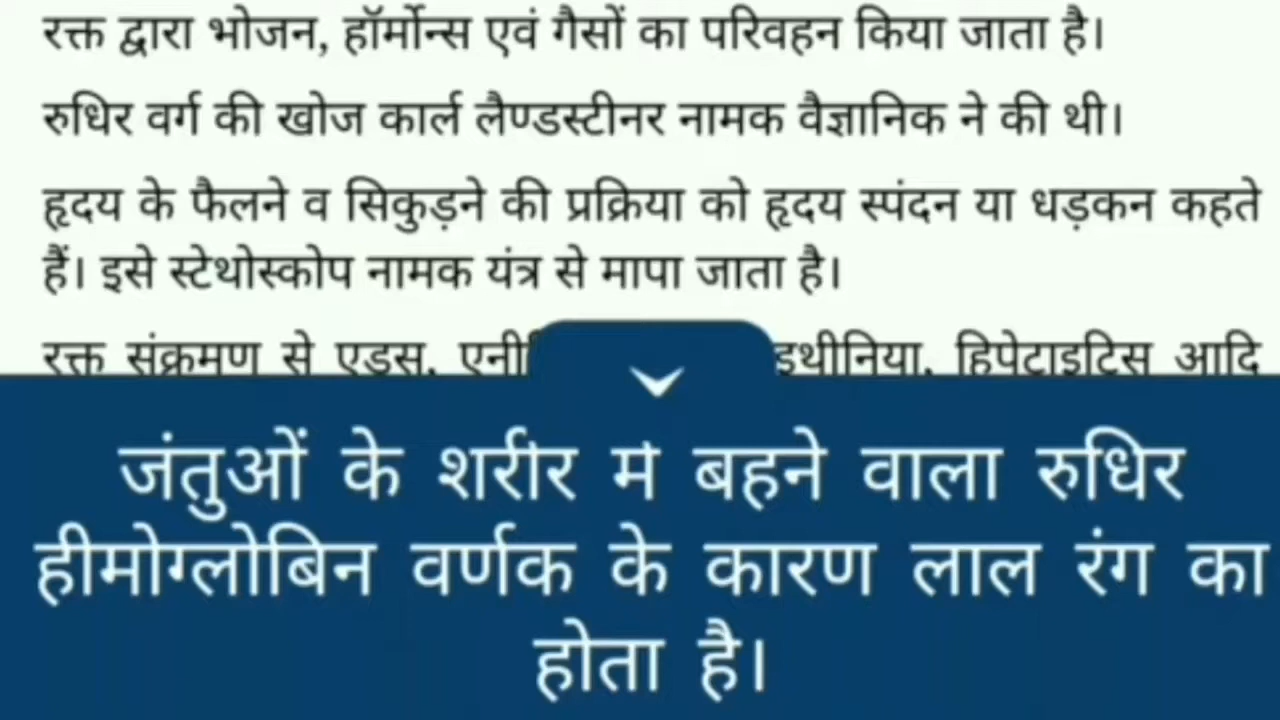 रक्त द्वारा भोजन, हॉर्मोन्स एवं गैसों का परिवहन किया जाता है।
रुधिर वर्ग की खोज कार्ल लैण्डस्टीनर नामक वैज्ञानिक ने की थी।
हृदय के फैलने व सिकुड़ने की प्रक्रिया को हृदय स्पंदन या धड़कन कहते
हैं। इसे स्टेथोस्कोप नामक यंत्र से मापा जाता है।
रक्त संक्रमण से एडस, हिपेटाइटिस आदि
जंतुओं के शरीर में बहने वाला रुधिर
हीमोग्लोबिन वर्णक के कारण लाल रंग का
होता है।